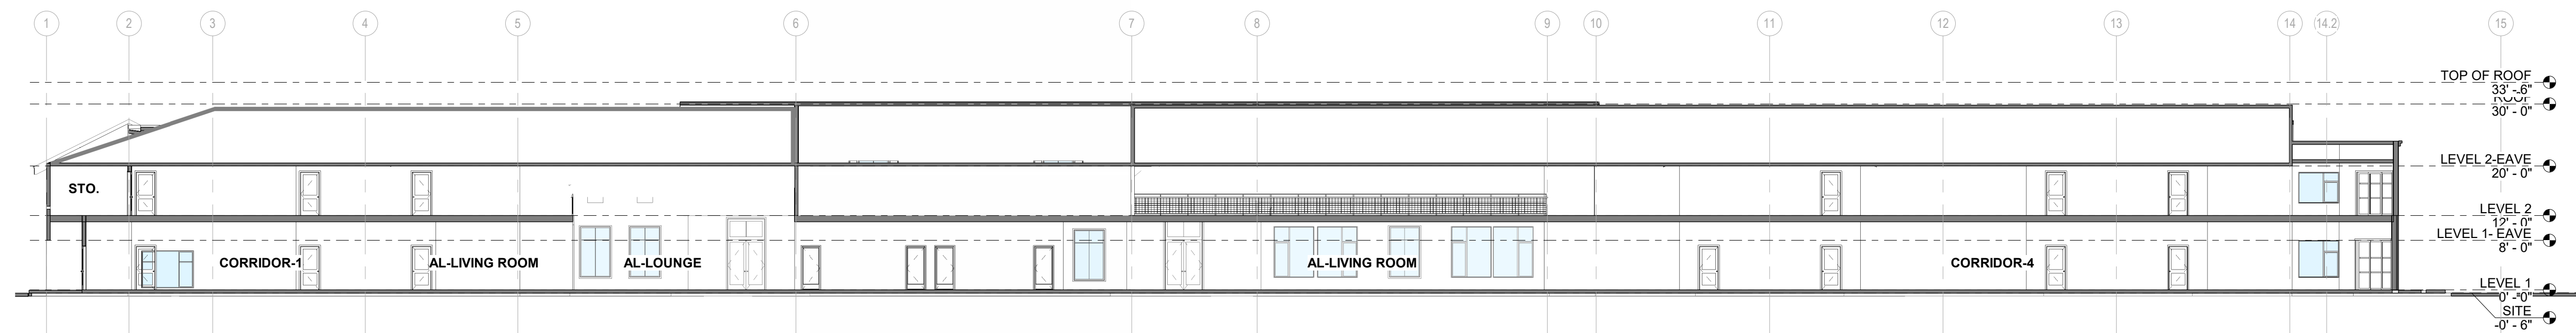 1
2
3
4
5
6
7
8
9
10
11
12
13
14
14.2
15
TOP OF ROOF
33' -6"
ROOF
30' - 0"
LEVEL 2-EAVE
20' - 0"
STO.
LEVEL 2
12' - 0"
LEVEL 1- EAVE
8' - 0"
CORRIDOR-1
AL-LIVING ROOM
AL-LOUNGE
AL-LIVING ROOM
CORRIDOR-4
LEVEL 1
0' - 0"
SITE
-0' - 6"